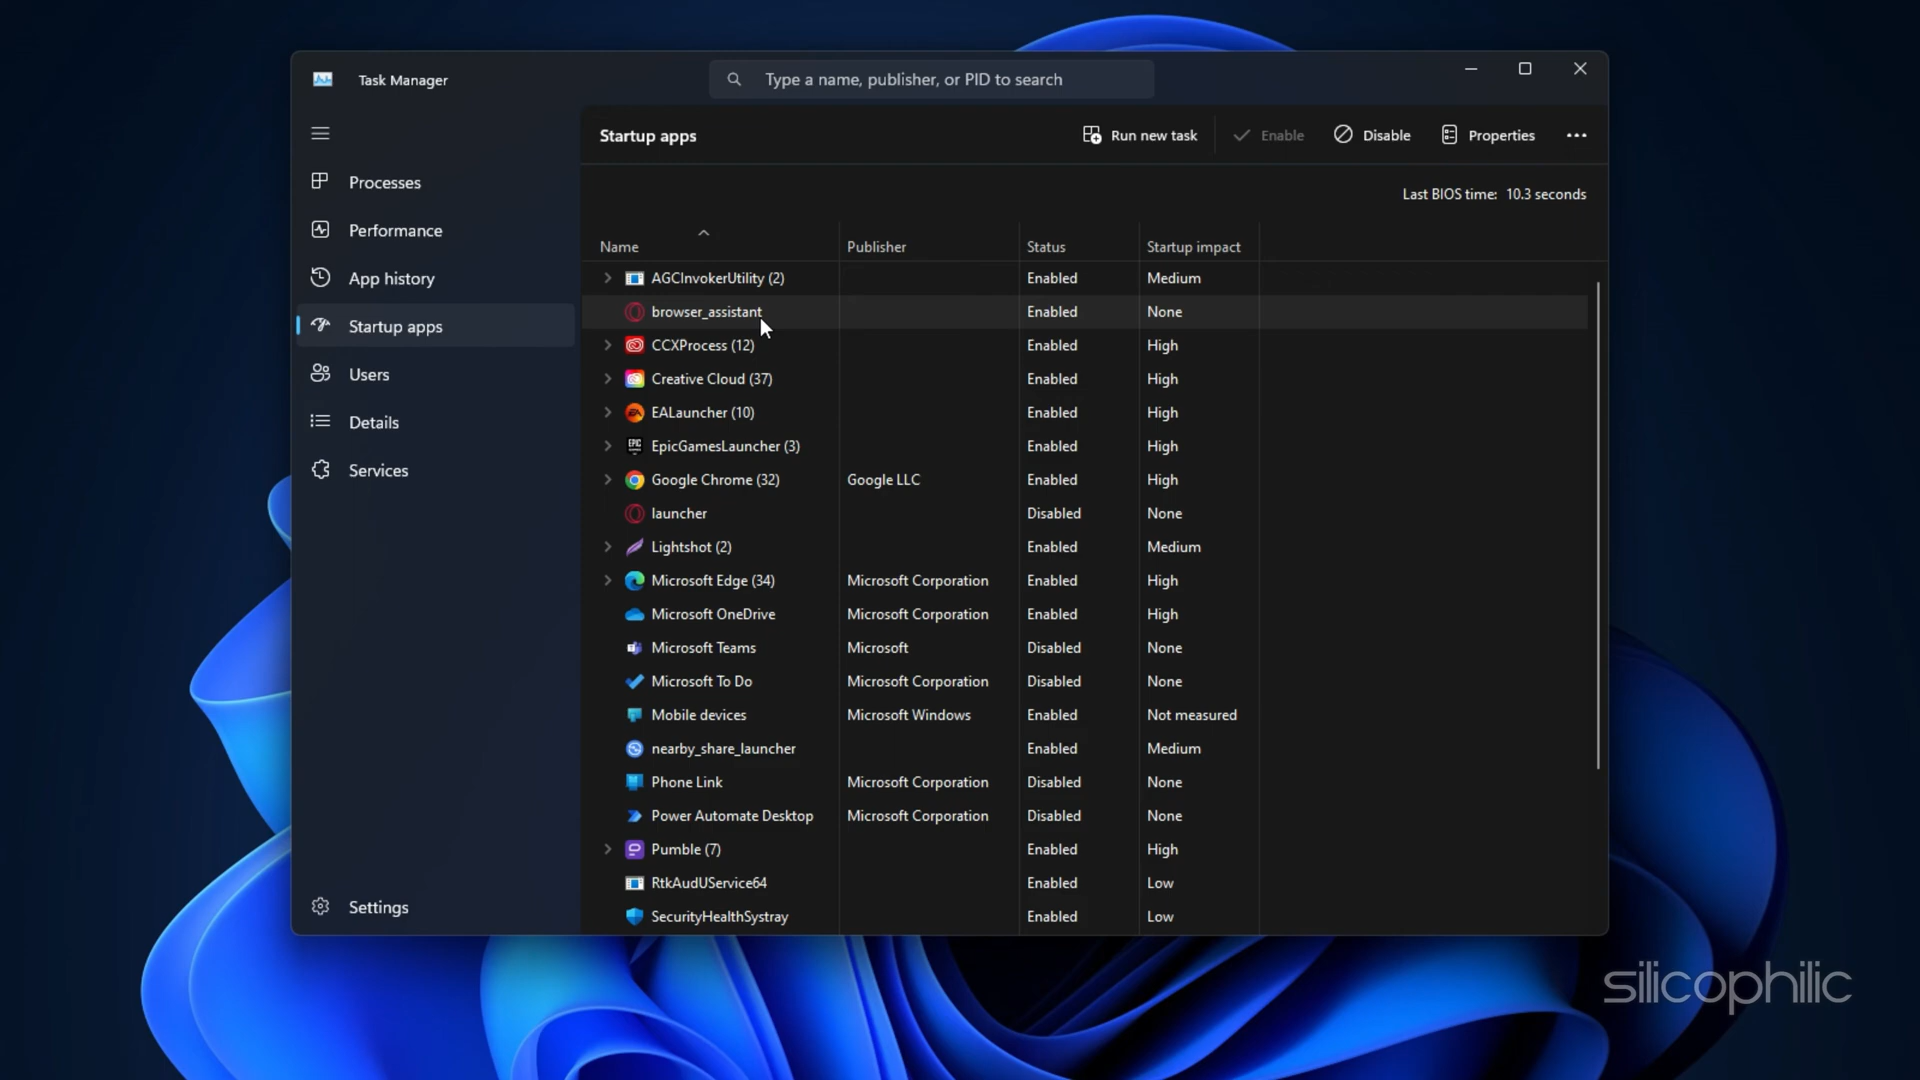 Task Manager
Type a name, publisher, or PID to search
Startup apps
Run new task
Enable
Disable
Properties
Processes
Performance
App history
Startup apps
Users
Details
Services
Settings
Last BIOS time: 10.3 seconds
Name Publisher Status Startup impact
AGCInvokerUtility (2) Enabled Medium
browser_assistant Enabled None
CCXProcess (12) Enabled High
Creative Cloud (37) Enabled High
EALauncher (10) Enabled High
EPIC GAMES EpicGamesLauncher (3) Enabled High
Google Chrome (32) Google LLC Enabled High
launcher Disabled None
Lightshot (2) Enabled Medium
Microsoft Edge (34) Microsoft Corporation Enabled High
Microsoft OneDrive Microsoft Corporation Enabled High
Microsoft Teams Microsoft Disabled None
Microsoft To Do Microsoft Corporation Disabled None
Mobile devices Microsoft Windows Enabled Not measured
nearby_share_launcher Enabled Medium
Phone Link Microsoft Corporation Disabled None
Power Automate Desktop Microsoft Corporation Disabled None
Pumble (7) Enabled High
RtkAudUService64 Enabled Low
SecurityHealthSystray Enabled Low
silicophilic